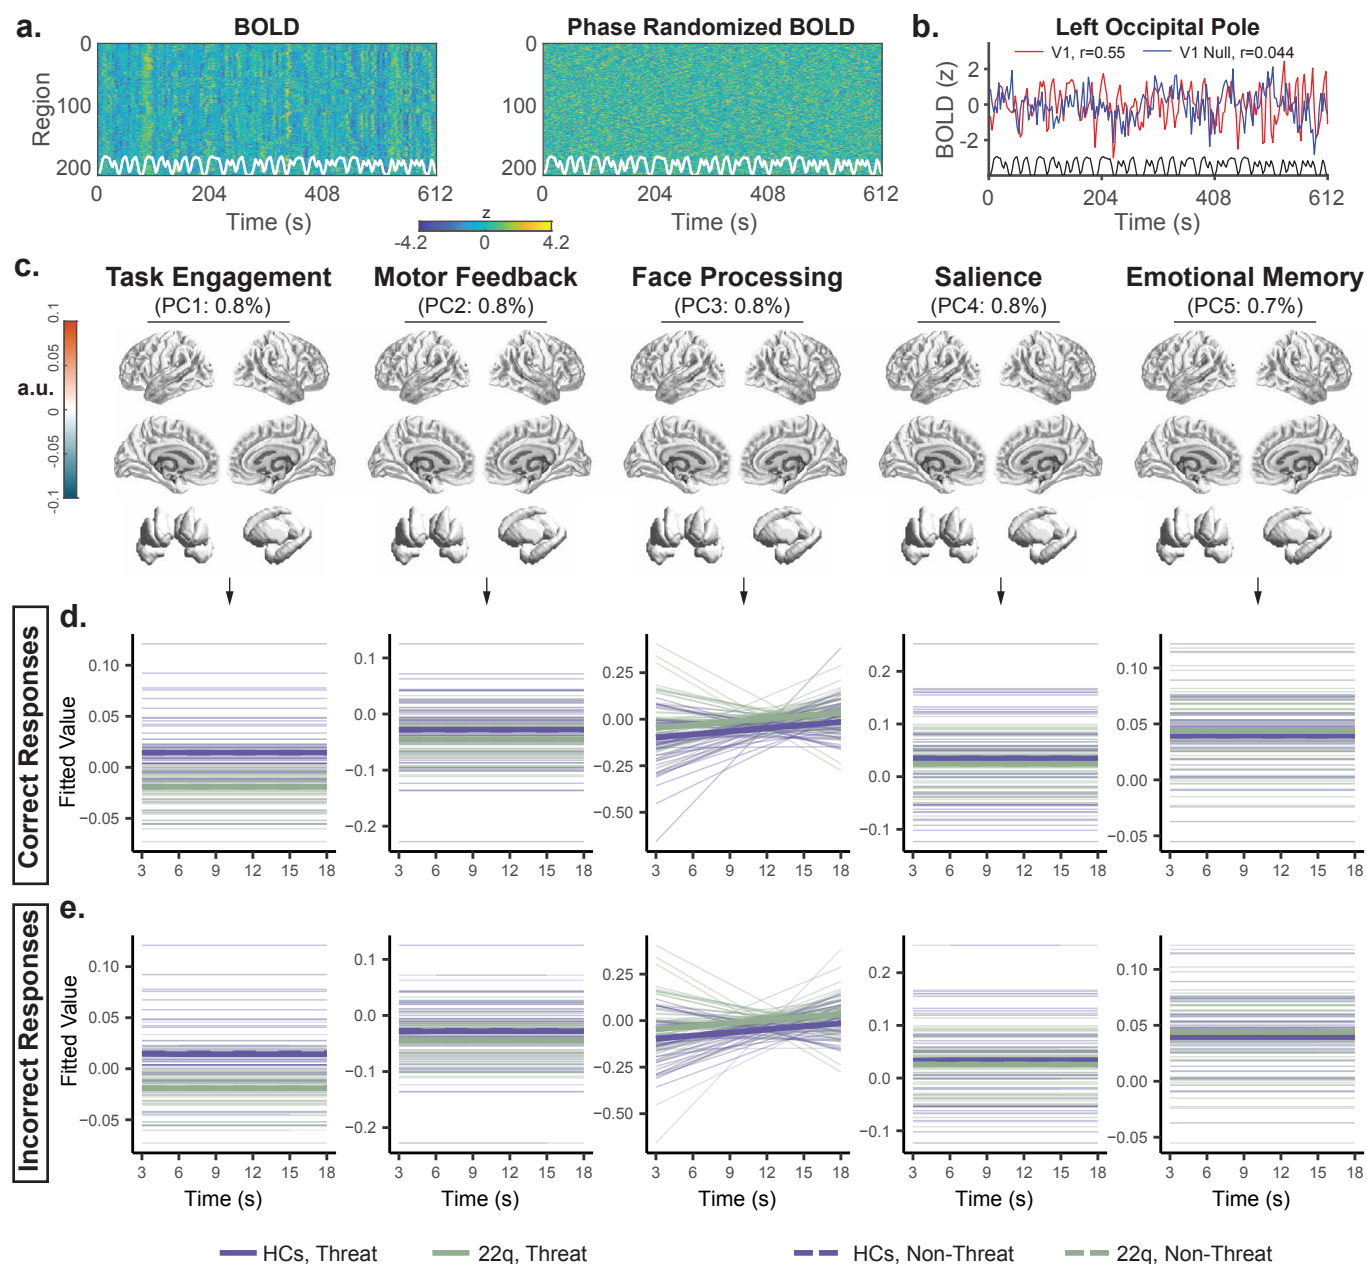 a.
BOLD
Phase Randomized BOLD
b.
Left Occipital Pole
V1, r=0.55
V1 Null, r=0.044
Region
0
100
200
0
204
408
612
Time (s)
0
100
200
0
204
408
612
Time (s)
z
-4.2
0
4.2
BOLD (z)
2
0
-2
0
204
408
612
Time (s)
c.
Task Engagement
(PC1: 0.8%)
Motor Feedback
(PC2: 0.8%)
Face Processing
(PC3: 0.8%)
Salience
(PC4: 0.8%)
Emotional Memory
(PC5: 0.7%)
a.u.
0.1
0.05
0
-0.05
-0.1
Correct Responses
d.
Fitted Value
0.10
0.05
0.00
−0.05
3 6 9 12 15 18
0.1
0.0
−0.1
−0.2
3 6 9 12 15 18
0.25
0.00
−0.25
−0.50
3 6 9 12 15 18
0.2
0.1
0.0
−0.1
3 6 9 12 15 18
0.10
0.05
0.00
−0.05
3 6 9 12 15 18
Incorrect Responses
e.
Fitted Value
0.10
0.05
0.00
−0.05
3 6 9 12 15 18
Time (s)
0.1
0.0
−0.1
−0.2
3 6 9 12 15 18
Time (s)
0.25
0.00
−0.25
−0.50
3 6 9 12 15 18
Time (s)
0.2
0.1
0.0
−0.1
3 6 9 12 15 18
Time (s)
0.10
0.05
0.00
−0.05
3 6 9 12 15 18
Time (s)
HCs, Threat
22q, Threat
HCs, Non-Threat
22q, Non-Threat